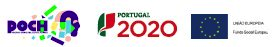 POCH
PORTUGAL
2020
UNIÃO EUROPEIA
Fundo Social Europeu